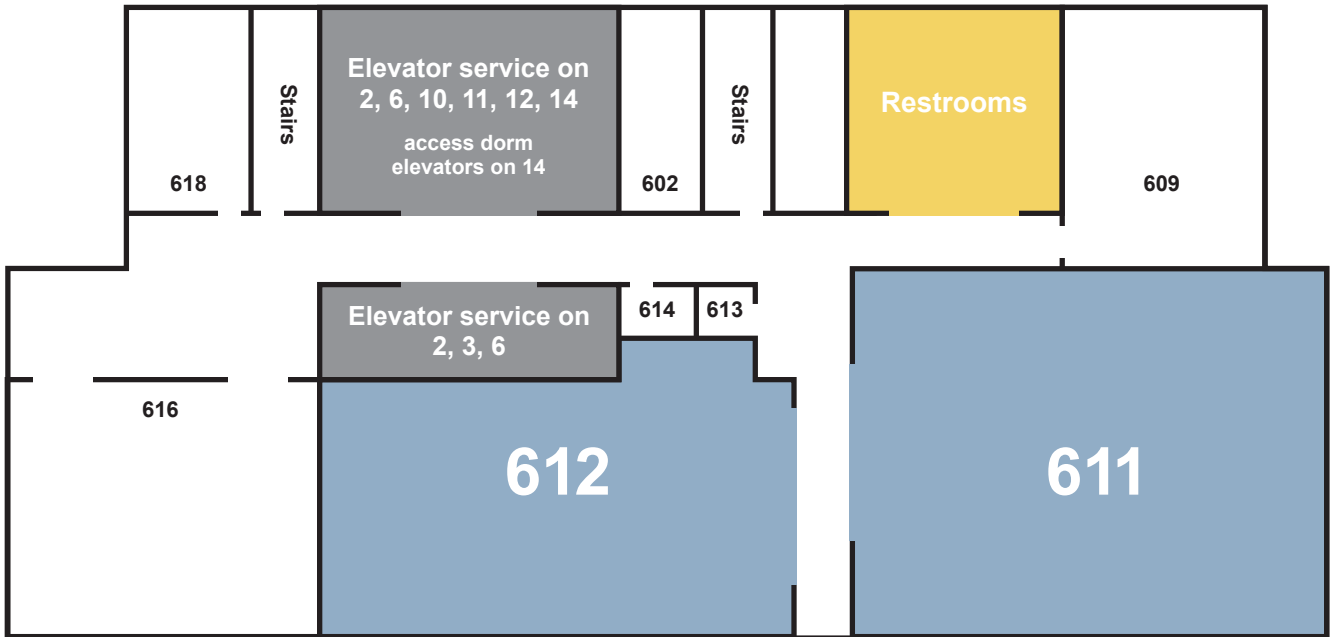 Elevator service on
2, 6, 10, 11, 12, 14
access dorm
elevators on 14
Stairs
Stairs
Restrooms
618
602
609
Elevator service on
2, 3, 6
614
613
616
612
611